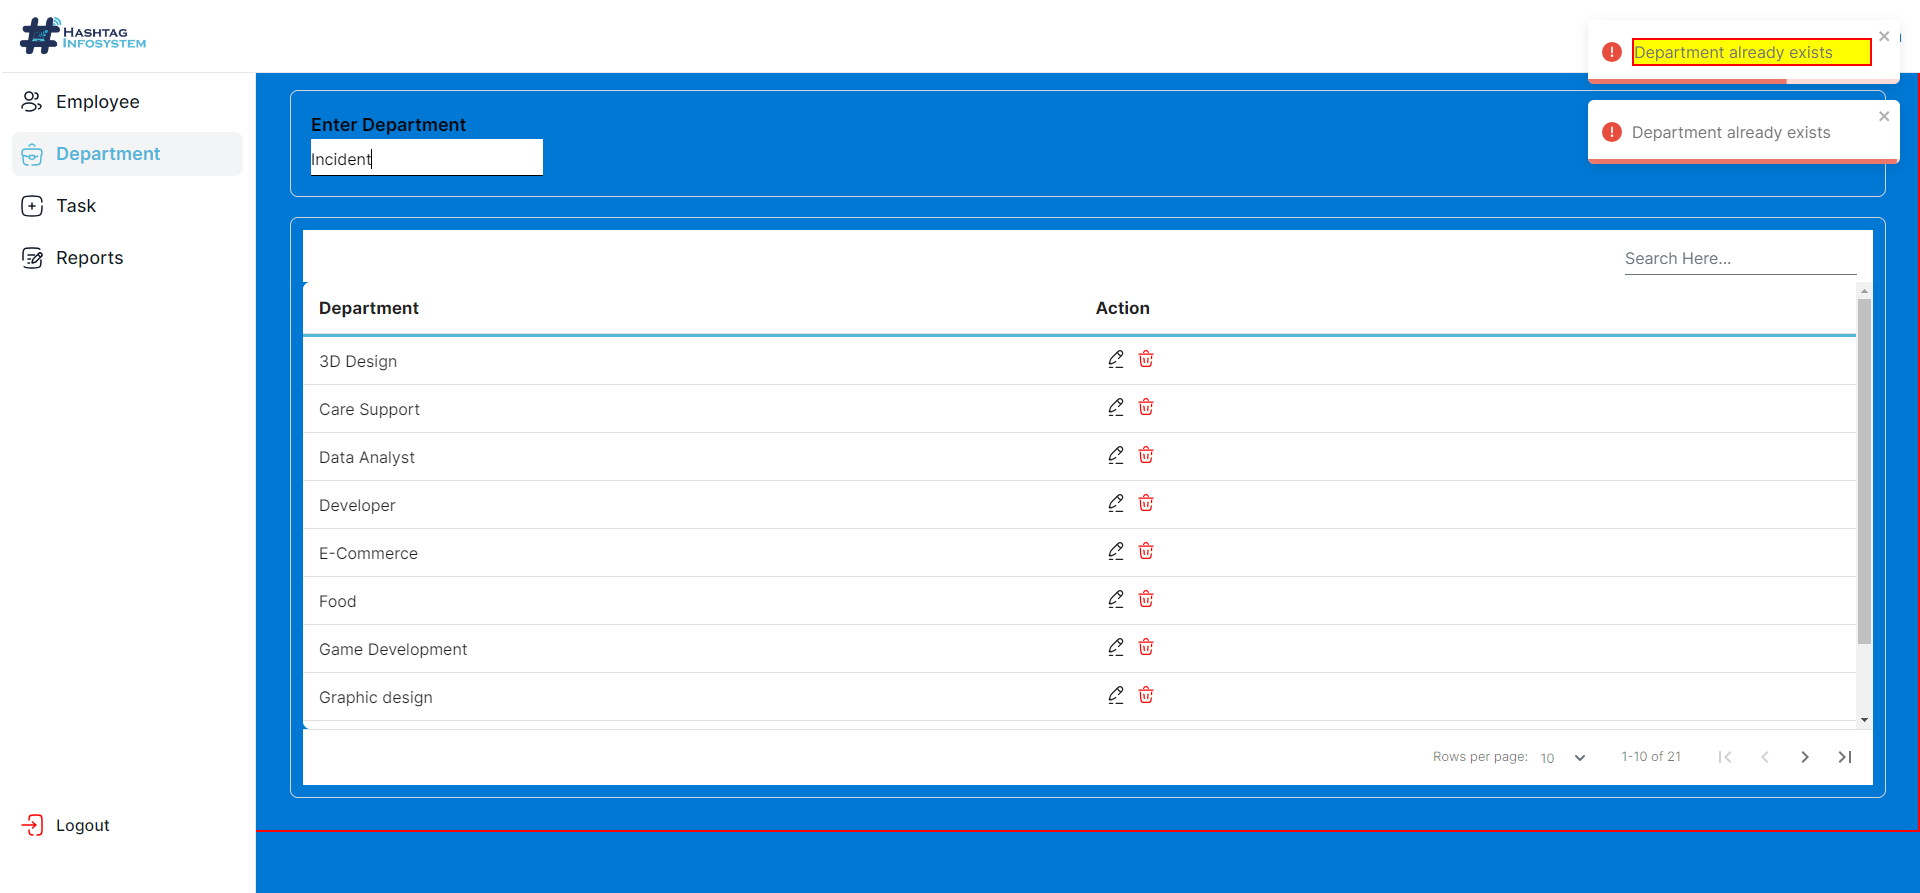 HASHTAG
INFOSYSTEM
Department already exists
Department already exists
Employee
Department
Task
Reports
Logout
Enter Department
Incident
Search Here...
Department Action
3D Design
Care Support
Data Analyst
Developer
E-Commerce
Food
Game Development
Graphic design
Rows per page: 10 1-10 of 21